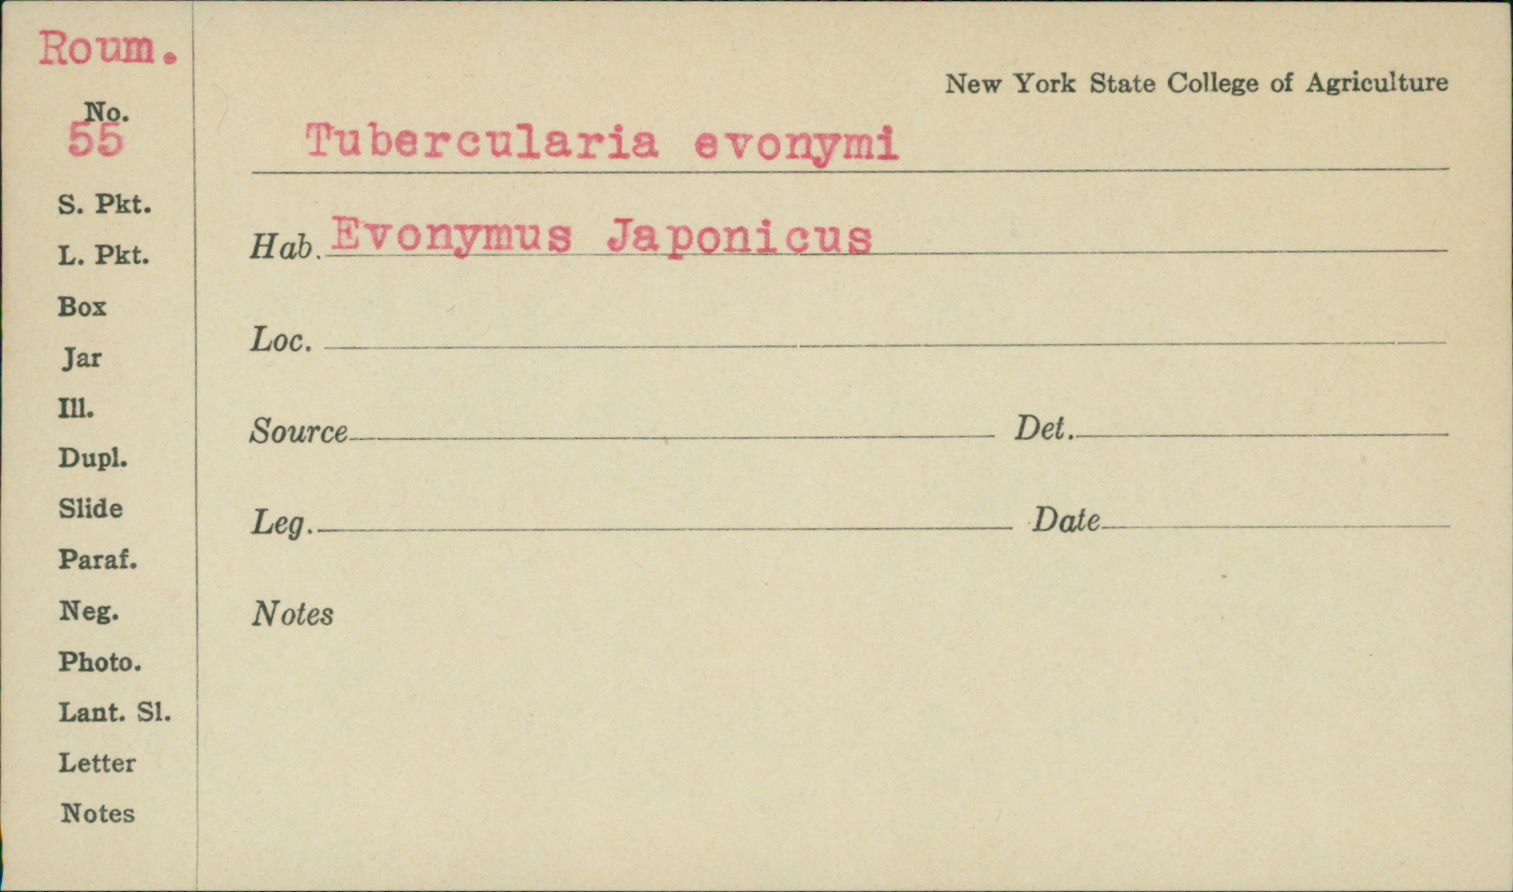 Roum.
No.
55
S. Pkt.
L. Pkt.
Box
Jar
Ill.
Dupl.
Slide
Paraf.
Neg.
Photo.
Lant. Sl.
Letter
Notes
New York State College of Agriculture
Tubercularia evonymi
Hab. Evonymus Japonicus
Loc.
Source Det.
Leg. Date
Notes